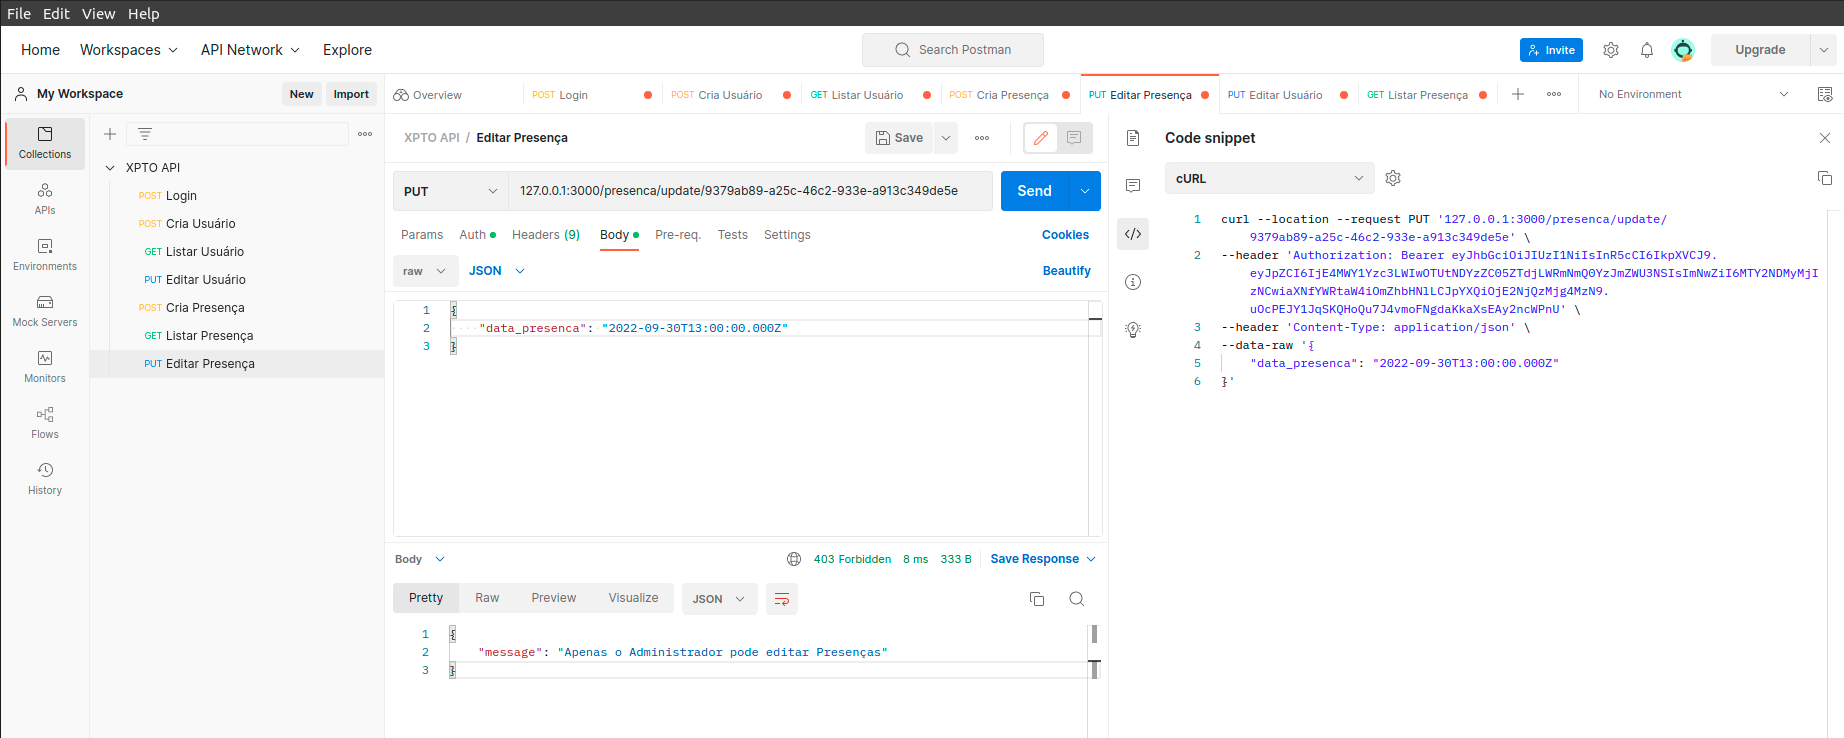 File Edit View Help
Home Workspaces API Network Explore
Search Postman
Invite
Upgrade
My Workspace
New Import
Overview
POST Login
POST Cria Usuário
GET Listar Usuário
POST Cria Presença
PUT Editar Presença
PUT Editar Usuário
GET Listar Presença
No Environment
Collections
APIs
Environments
Mock Servers
Monitors
Flows
History
XPTO API
POST Login
POST Cria Usuário
GET Listar Usuário
PUT Editar Usuário
POST Cria Presença
GET Listar Presença
PUT Editar Presença
XPTO API / Editar Presença
Save
PUT
127.0.0.1:3000/presenca/update/9379ab89-a25c-46c2-933e-a913c349de5e
Send
Params Auth Headers (9) Body Pre-req. Tests Settings
Cookies
raw JSON
Beautify
1 {
2 "data_presenca": "2022-09-30T13:00:00.000Z"
3 }
Body
403 Forbidden 8 ms 333 B Save Response
Pretty Raw Preview Visualize JSON
1 {
2 "message": "Apenas o Administrador pode editar Presenças"
3 }
Code snippet
cURL
1 curl --location --request PUT '127.0.0.1:3000/presenca/update/
9379ab89-a25c-46c2-933e-a913c349de5e' \
2 --header 'Authorization: Bearer eyJhbGciOiJIUzI1NiIsInR5cCI6IkpXVCJ9.
eyJpZCI6IjE4MWY1Yzc3LWIwOTUtNDYzZC05ZTdjLWRmNmQ0YzJmZWU3NSIsImNwZiI6MTY2NDMyMjI
zNCwiaXNfYWRtaW4iOmZhbHNlLCJpYXQiOjE2NjQzMjg4MzN9.
uOcPEJY1JqSKQHoQu7J4vmoFNgdaKkaXsEAy2ncWPnU' \
3 --header 'Content-Type: application/json' \
4 --data-raw '{
5 "data_presenca": "2022-09-30T13:00:00.000Z"
6 }'